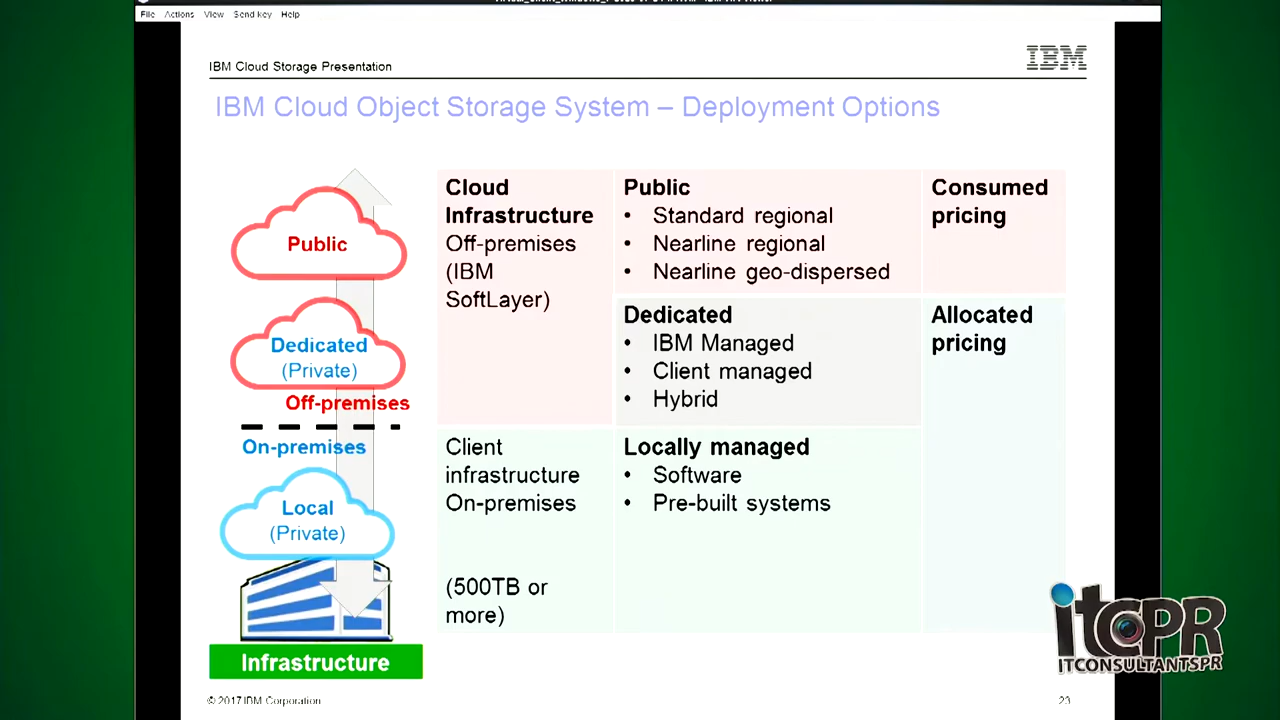 File Actions View Send key Help
IBM Cloud Storage Presentation
IBM
IBM Cloud Object Storage System – Deployment Options
Public
Dedicated
(Private)
Off-premises
On-premises
Local
(Private)
Infrastructure
Cloud
Infrastructure
Off-premises
(IBM
SoftLayer)
Public
• Standard regional
• Nearline regional
• Nearline geo-dispersed
Consumed
pricing
Dedicated
• IBM Managed
• Client managed
• Hybrid
Allocated
pricing
Client
infrastructure
On-premises
(500TB or
more)
Locally managed
• Software
• Pre-built systems
© 2017 IBM Corporation
23
itCPR
ITCONSULTANTSPR